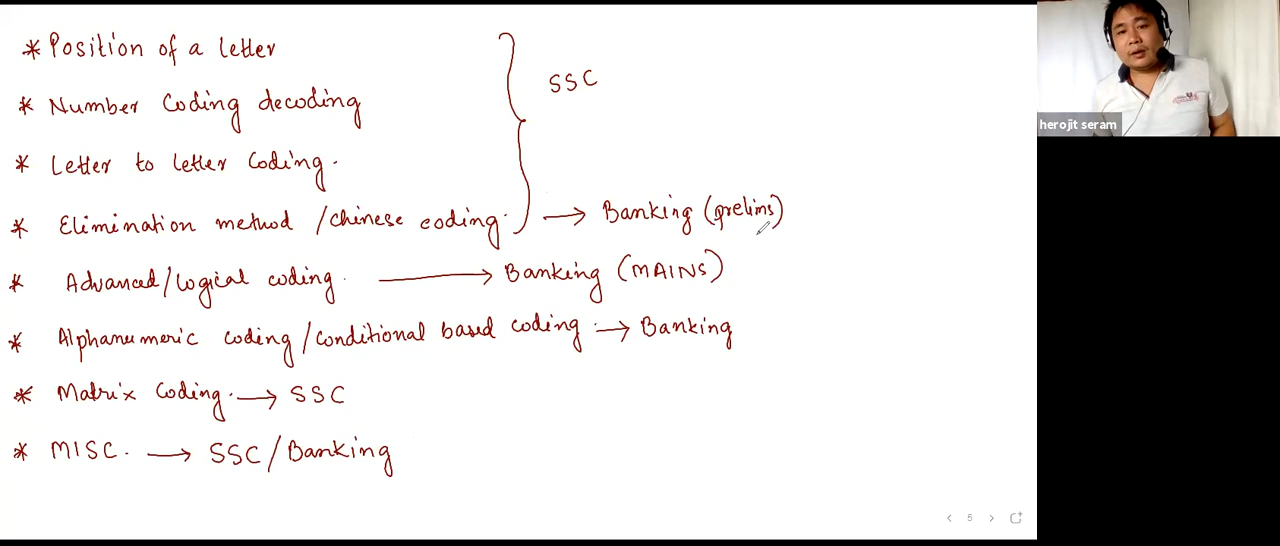 * Position of a letter
* Number Coding decoding
* Letter to letter Coding.
SSC
* Elimination method /chinese coding. → Banking (prelims)
* Advanced/logical coding. → Banking (MAINS)
* Alphanumeric coding/conditional based coding → Banking
* Matrix Coding. → SSC
* MISC. → SSC/Banking
herojit seram
< 5 >